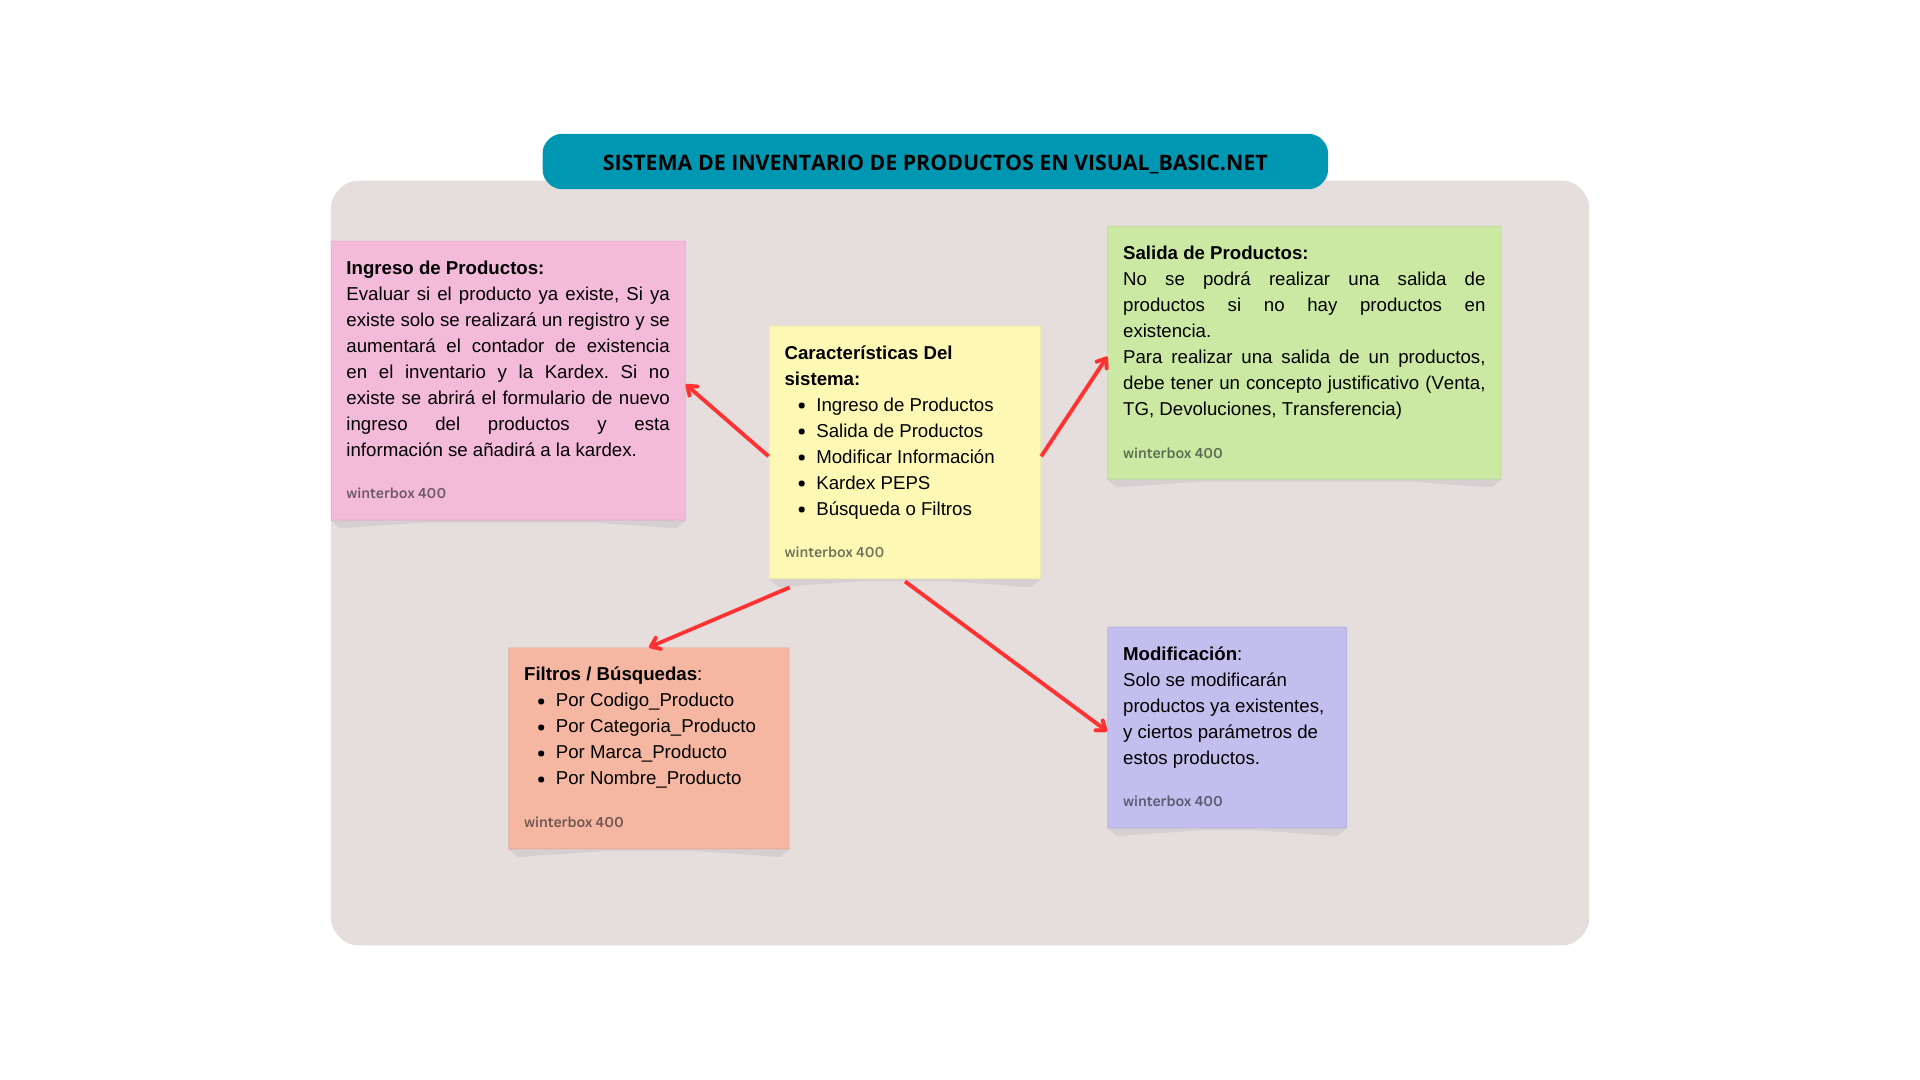 SISTEMA DE INVENTARIO DE PRODUCTOS EN VISUAL_BASIC.NET
Ingreso de Productos:
Evaluar si el producto ya existe, Si ya
existe solo se realizará un registro y se
aumentará el contador de existencia
en el inventario y la Kardex. Si no
existe se abrirá el formulario de nuevo
ingreso del productos y esta
información se añadirá a la kardex.
winterbox 400
Características Del
sistema:
• Ingreso de Productos
• Salida de Productos
• Modificar Información
• Kardex PEPS
• Búsqueda o Filtros
winterbox 400
Salida de Productos:
No se podrá realizar una salida de
productos si no hay productos en
existencia.
Para realizar una salida de un productos,
debe tener un concepto justificativo (Venta,
TG, Devoluciones, Transferencia)
winterbox 400
Filtros / Búsquedas:
• Por Codigo_Producto
• Por Categoria_Producto
• Por Marca_Producto
• Por Nombre_Producto
winterbox 400
Modificación:
Solo se modificarán
productos ya existentes,
y ciertos parámetros de
estos productos.
winterbox 400